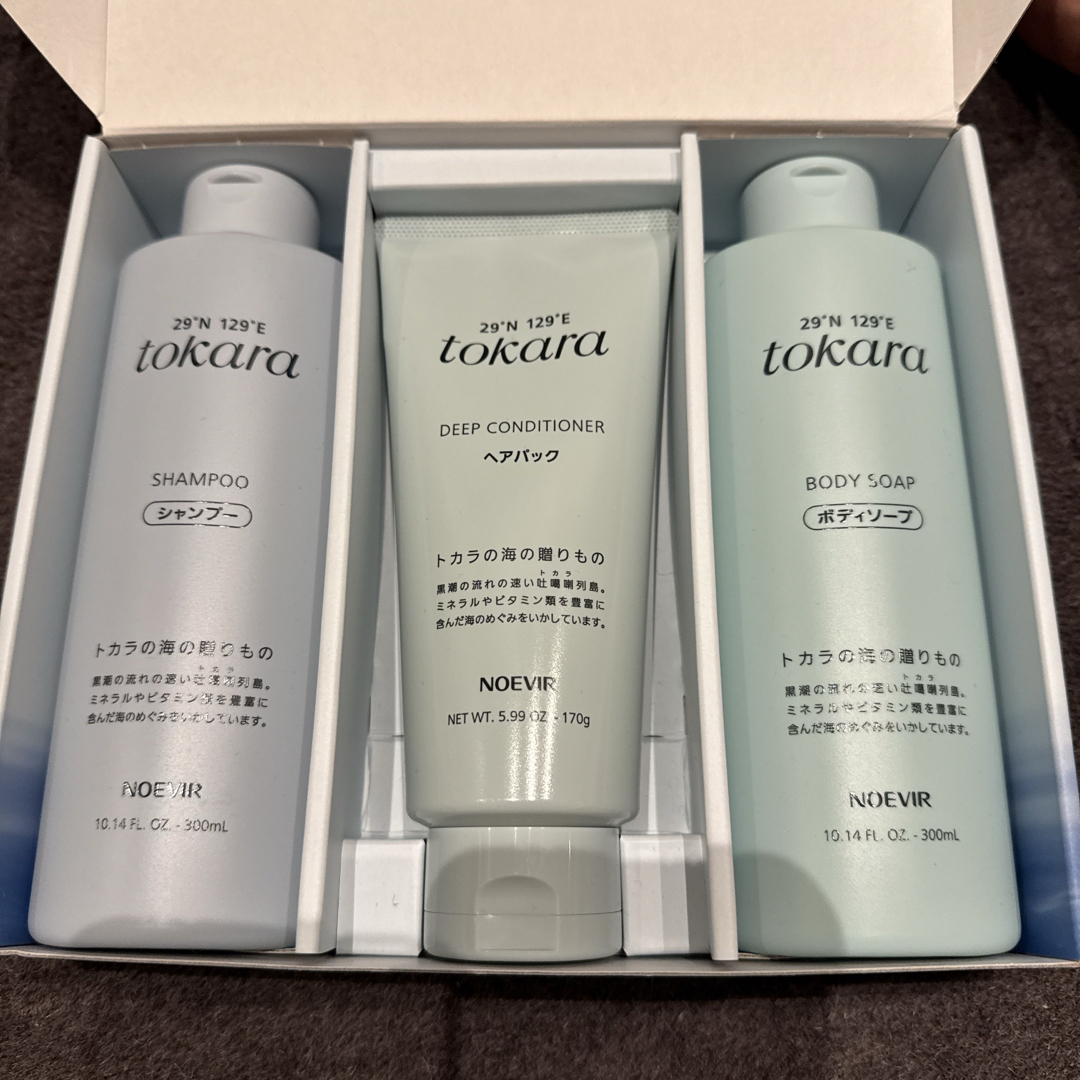 29°N 129°E
tokara
SHAMPOO
シャンプー
トカラの海の贈りもの
トカラ
黒潮の流れの速い吐噶喇列島。
ミネラルやビタミン類を豊富に
含んだ海のめぐみをいかしています。
NOEVIR
10.14 FL. OZ. - 300mL
29°N 129°E
tokara
DEEP CONDITIONER
ヘアパック
トカラの海の贈りもの
トカラ
黒潮の流れの速い吐噶喇列島。
ミネラルやビタミン類を豊富に
含んだ海のめぐみをいかしています。
NOEVIR
NET WT. 5.99 OZ. - 170g
29°N 129°E
tokara
BODY SOAP
ボディソープ
トカラの海の贈りもの
トカラ
黒潮の流れの速い吐噶喇列島。
ミネラルやビタミン類を豊富に
含んだ海のめぐみをいかしています。
NOEVIR
10.14 FL. OZ. - 300mL